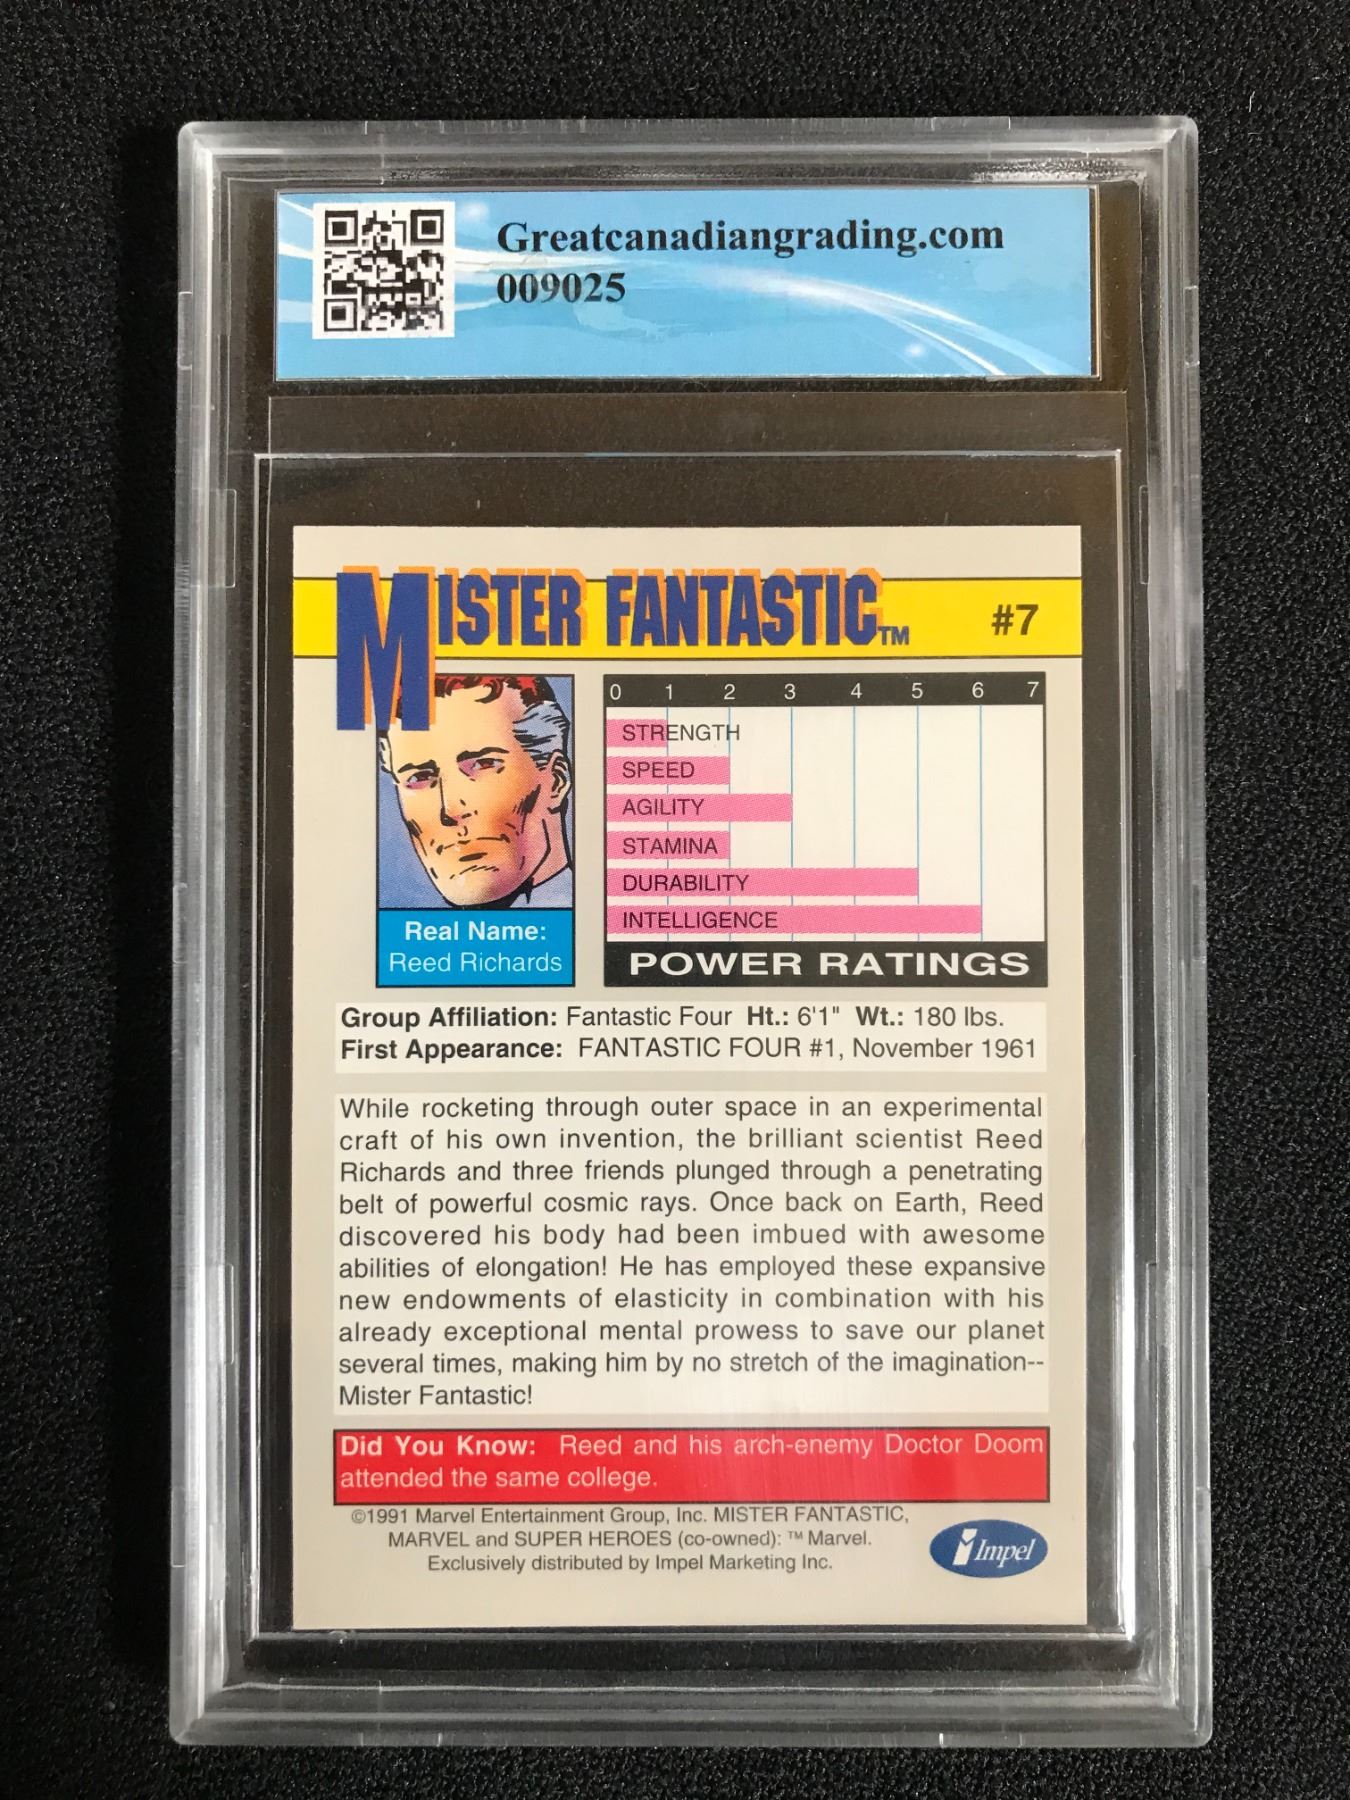 Greatcanadiangrading.com
009025
MISTER FANTASTIC™ #7
0 1 2 3 4 5 6 7
STRENGTH
SPEED
AGILITY
STAMINA
DURABILITY
INTELLIGENCE
POWER RATINGS
Real Name:
Reed Richards
Group Affiliation: Fantastic Four Ht.: 6'1" Wt.: 180 lbs.
First Appearance: FANTASTIC FOUR #1, November 1961
While rocketing through outer space in an experimental
craft of his own invention, the brilliant scientist Reed
Richards and three friends plunged through a penetrating
belt of powerful cosmic rays. Once back on Earth, Reed
discovered his body had been imbued with awesome
abilities of elongation! He has employed these expansive
new endowments of elasticity in combination with his
already exceptional mental prowess to save our planet
several times, making him by no stretch of the imagination--
Mister Fantastic!
Did You Know: Reed and his arch-enemy Doctor Doom
attended the same college.
©1991 Marvel Entertainment Group, Inc. MISTER FANTASTIC,
MARVEL and SUPER HEROES (co-owned): ™ Marvel.
Exclusively distributed by Impel Marketing Inc.
Impel